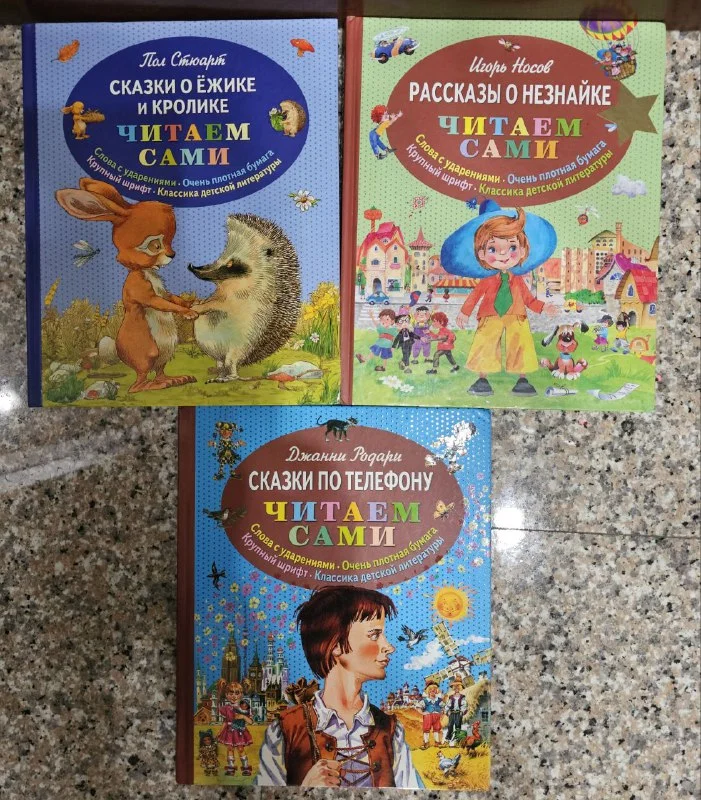 Пол Стюарт
СКАЗКИ О ЁЖИКЕ
И КРОЛИКЕ
ЧИТАЕМ
САМИ
Слова с ударениями • Очень плотная бумага
Крупный шрифт • Классика детской литературы
Игорь Носов
РАССКАЗЫ О НЕЗНАЙКЕ
ЧИТАЕМ
САМИ
Слова с ударениями • Очень плотная бумага
Крупный шрифт • Классика детской литературы
Джанни Родари
СКАЗКИ ПО ТЕЛЕФОНУ
ЧИТАЕМ
САМИ
Слова с ударениями • Очень плотная бумага
Крупный шрифт • Классика детской литературы